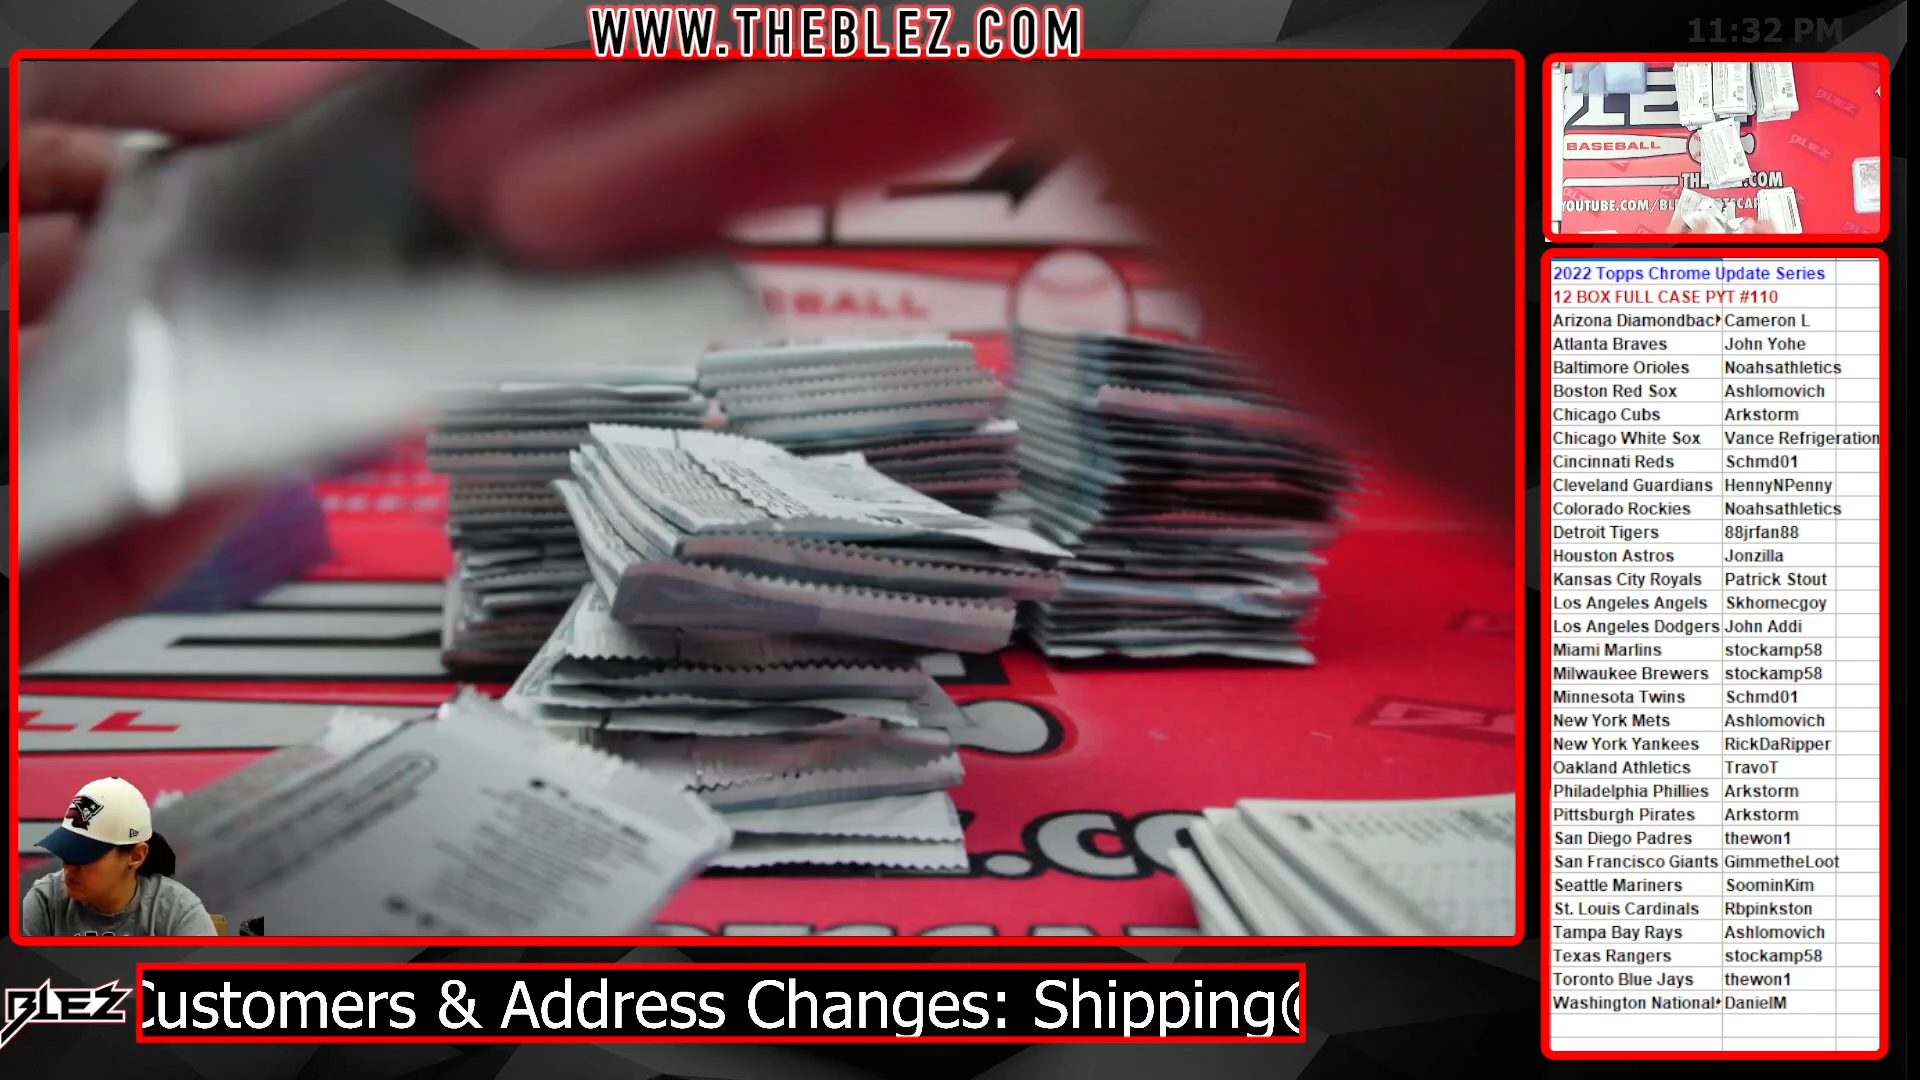 WWW.THEBLEZ.COM
11:32 PM
BASEBALL
YOUTUBE.COM/BL
BALL
LL
2022 Topps Chrome Update Series
12 BOX FULL CASE PYT #110
Arizona Diamondbac Cameron L
Atlanta Braves John Yohe
Baltimore Orioles Noahsathletics
Boston Red Sox Ashlomovich
Chicago Cubs Arkstorm
Chicago White Sox Vance Refrigeration
Cincinnati Reds Schmd01
Cleveland Guardians HennyNPenny
Colorado Rockies Noahsathletics
Detroit Tigers 88jrfan88
Houston Astros Jonzilla
Kansas City Royals Patrick Stout
Los Angeles Angels Skhomecgoy
Los Angeles Dodgers John Addi
Miami Marlins stockamp58
Milwaukee Brewers stockamp58
Minnesota Twins Schmd01
New York Mets Ashlomovich
New York Yankees RickDaRipper
Oakland Athletics TravoT
Philadelphia Phillies Arkstorm
Pittsburgh Pirates Arkstorm
San Diego Padres thewon1
San Francisco Giants GimmetheLoot
Seattle Mariners SoominKim
St. Louis Cardinals Rbpinkston
Tampa Bay Rays Ashlomovich
Texas Rangers stockamp58
Toronto Blue Jays thewon1
Washington National DanielM
BLEZ
Customers & Address Changes: Shipping@